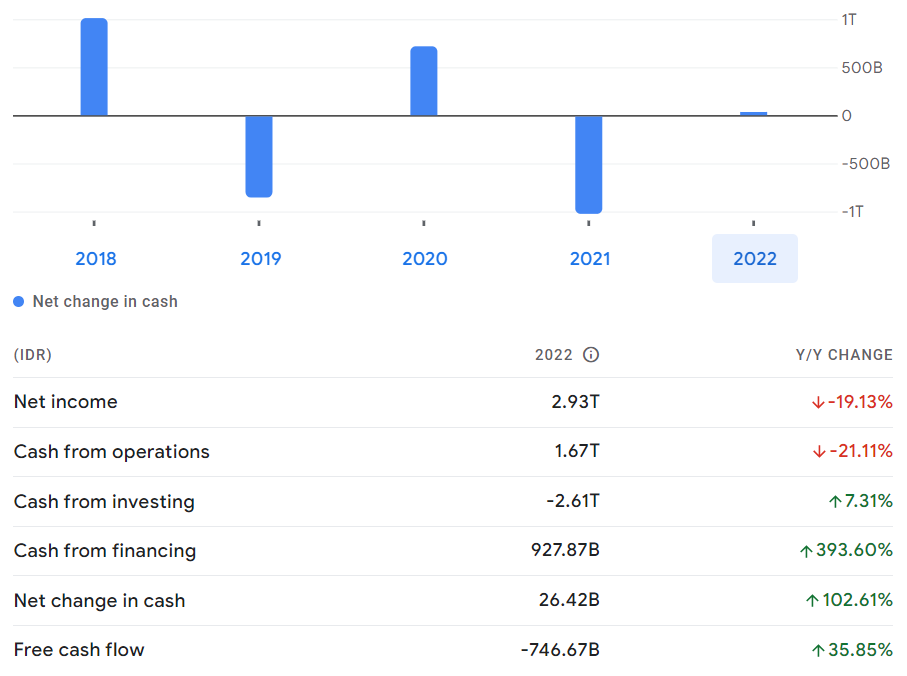 1T
500B
0
-500B
-1T
2018 2019 2020 2021 2022
Net change in cash
(IDR) 2022 Y/Y CHANGE
Net income 2.93T ↓-19.13%
Cash from operations 1.67T ↓-21.11%
Cash from investing -2.61T ↑7.31%
Cash from financing 927.87B ↑393.60%
Net change in cash 26.42B ↑102.61%
Free cash flow -746.67B ↑35.85%